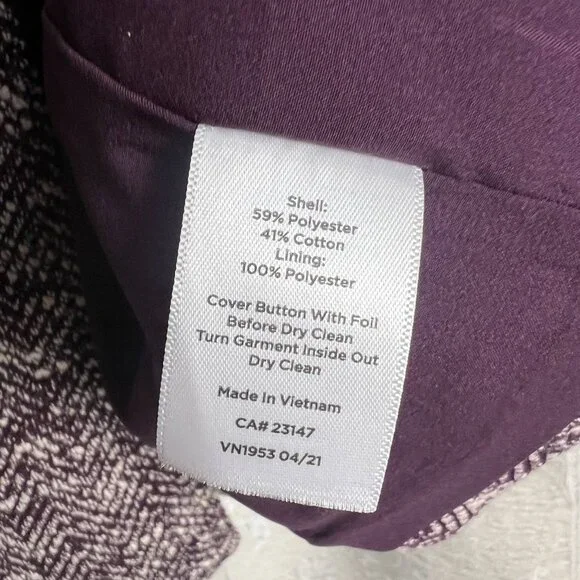 Shell:
59% Polyester
41% Cotton
Lining:
100% Polyester
Cover Button With Foil
Before Dry Clean
Turn Garment Inside Out
Dry Clean
Made In Vietnam
CA# 23147
VN1953 04/21